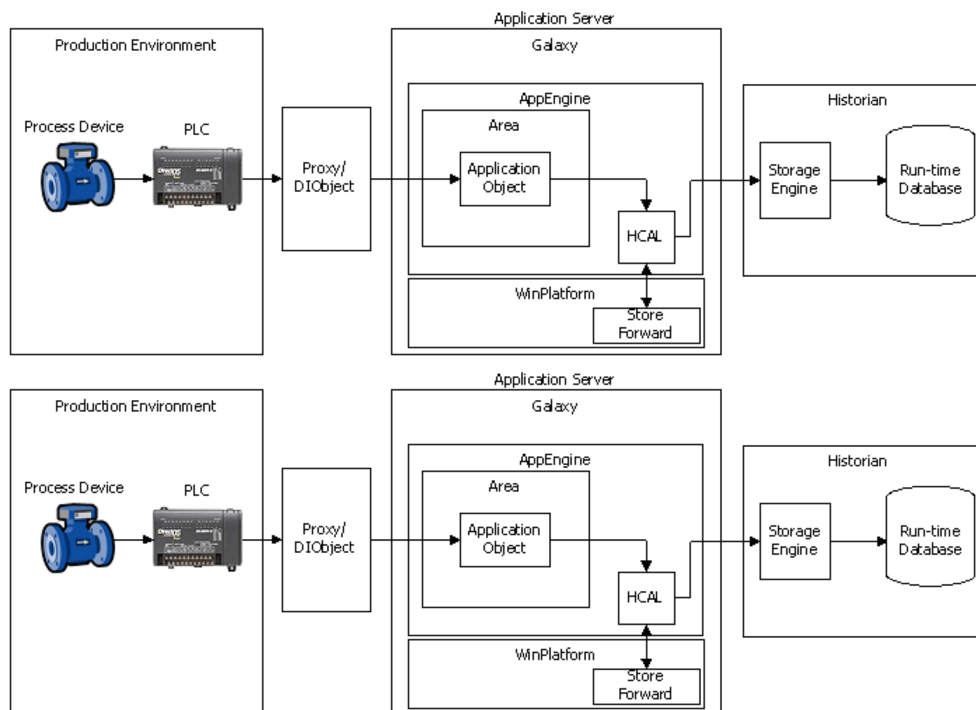 Application Server
Production Environment
Galaxy
AppEngine
Historian
Area
Process Device
PLC
Proxy/
DIObject
Application
Object
Storage
Engine
Run-time
Database
HCAL
WinPlatform
Store
Forward
Application Server
Production Environment
Galaxy
AppEngine
Historian
Area
Process Device
PLC
Proxy/
DIObject
Application
Object
Storage
Engine
Run-time
Database
HCAL
WinPlatform
Store
Forward